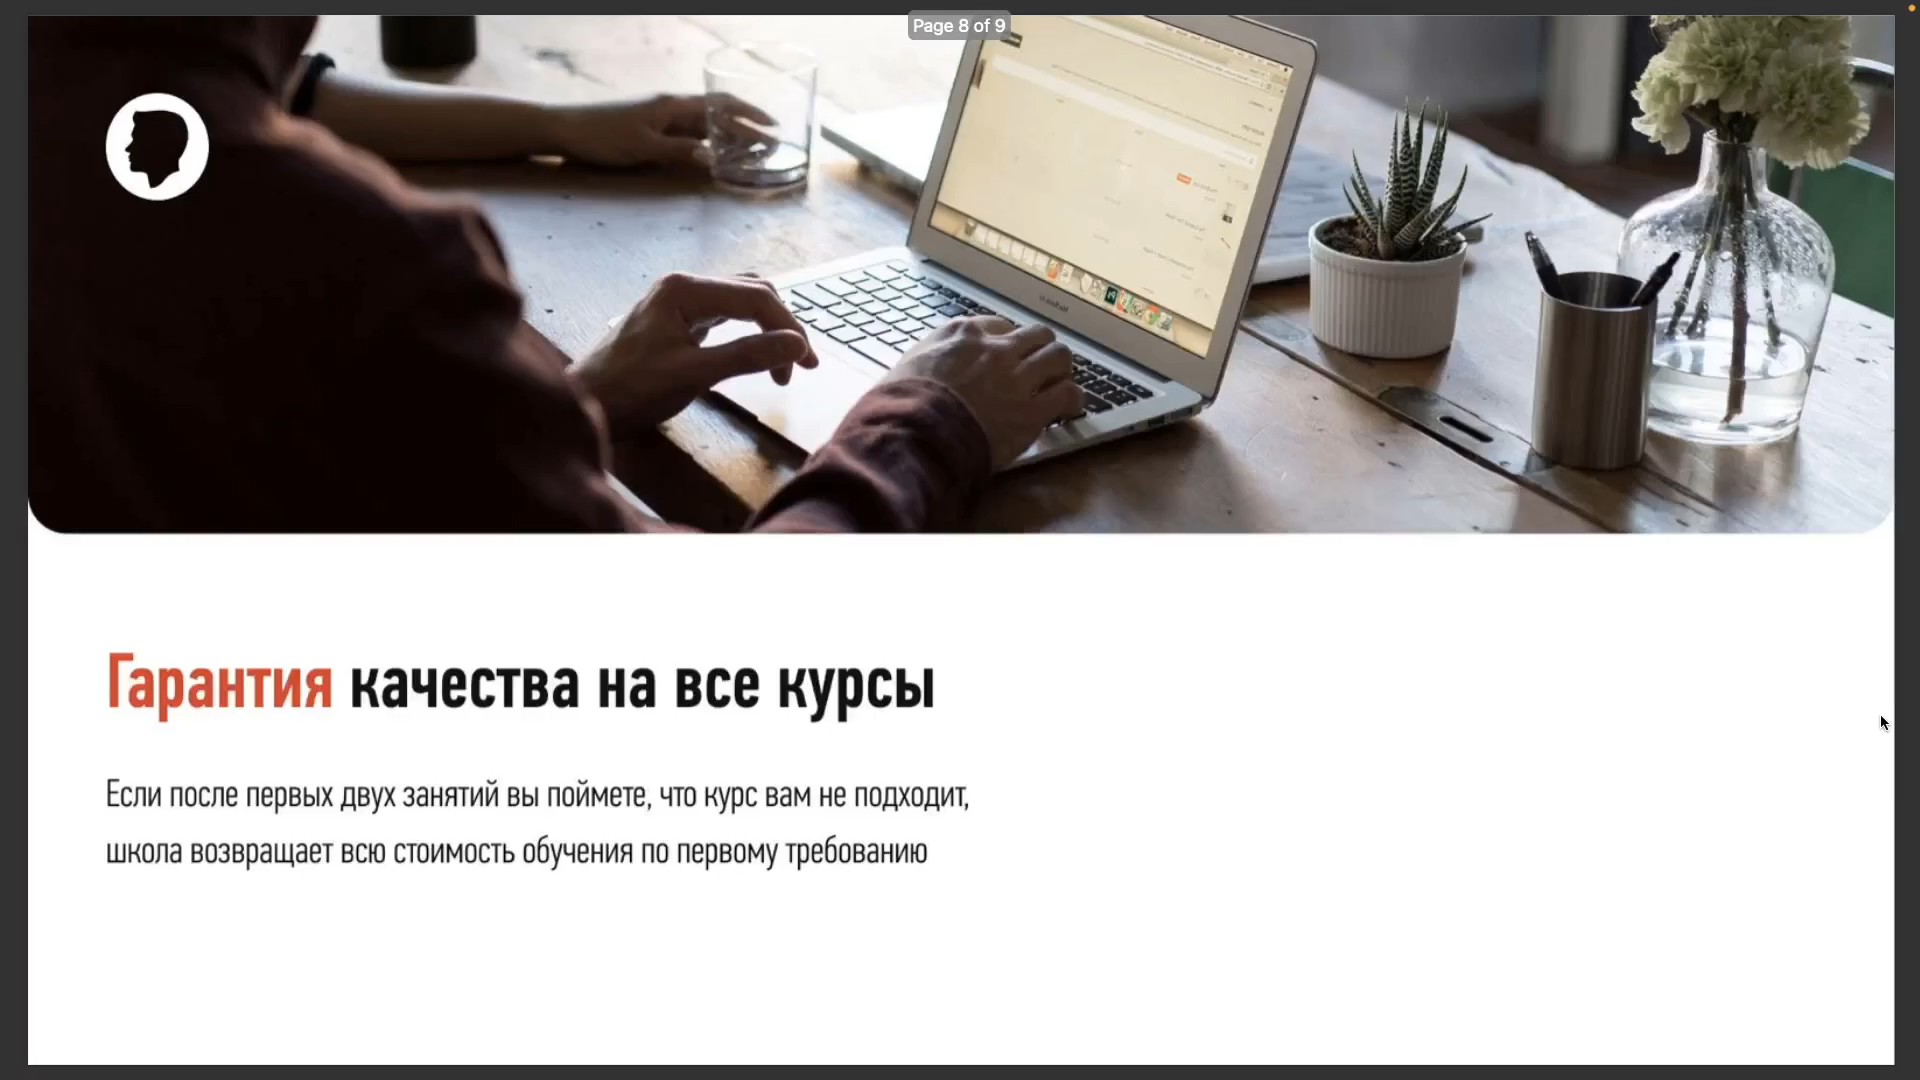 Page 8 of 9
Гарантия качества на все курсы
Если после первых двух занятий вы поймете, что курс вам не подходит,
школа возвращает всю стоимость обучения по первому требованию